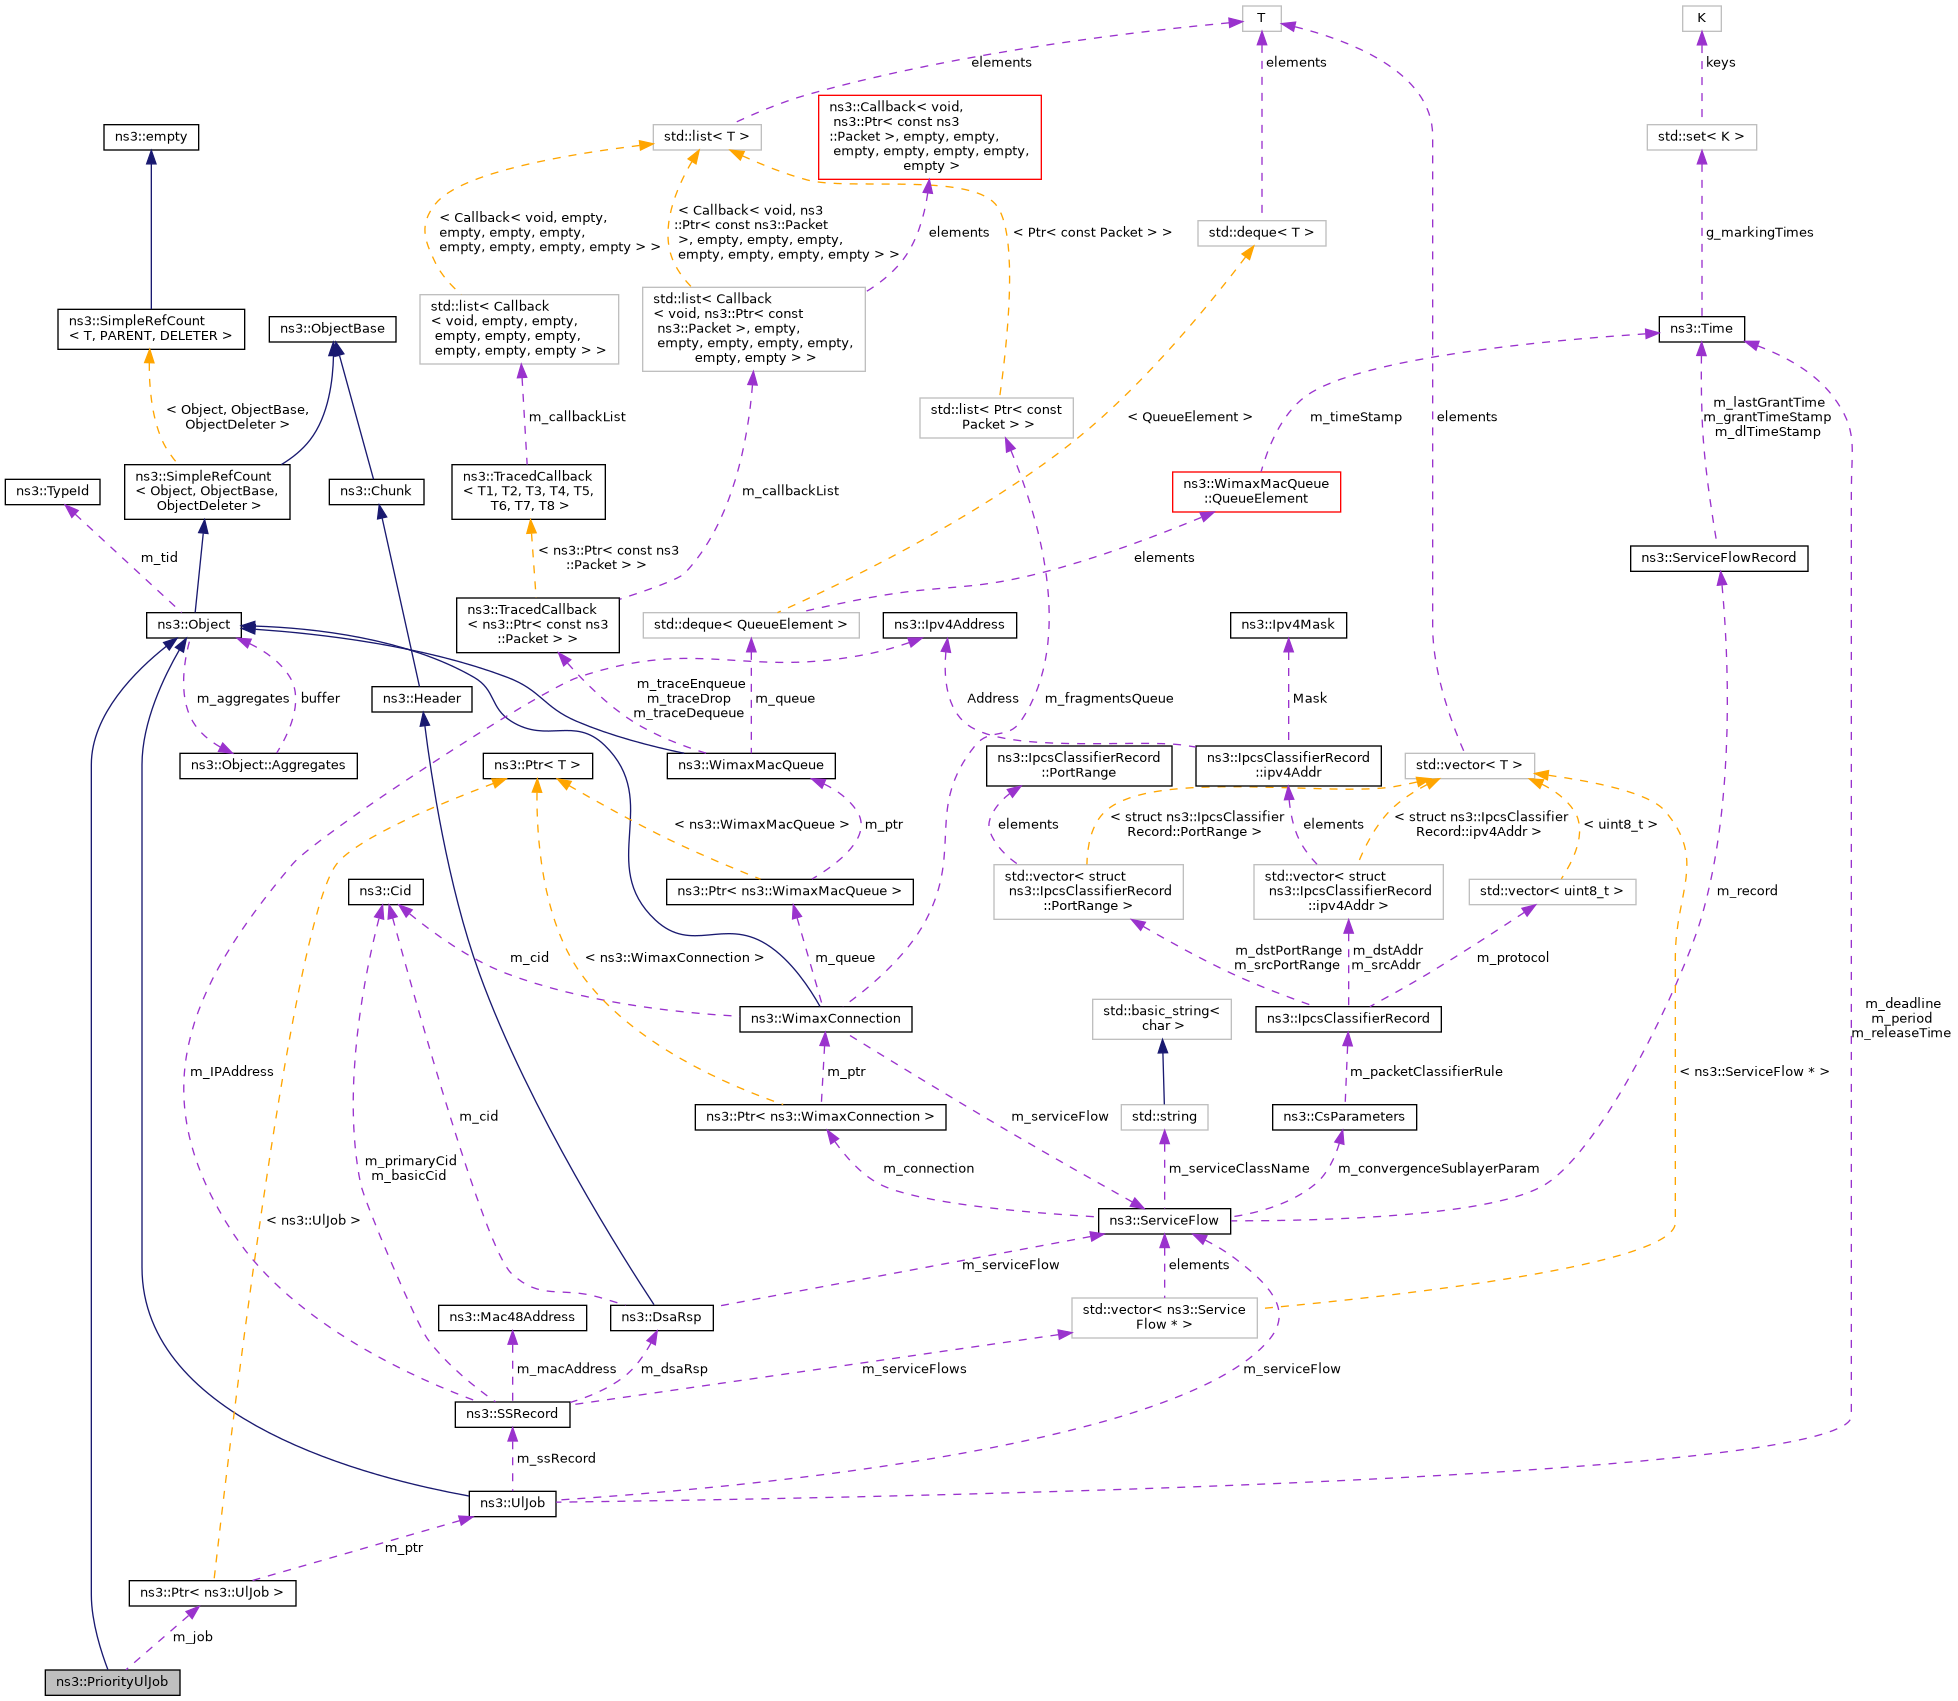 T
K
elements
elements
keys
ns3::Callback< void,
ns3::Ptr< const ns3
::Packet >, empty, empty,
empty, empty, empty, empty,
empty >
ns3::empty
std::list< T >
std::set< K >
< Callback< void, empty,
empty, empty, empty,
empty, empty, empty, empty > >
< Callback< void, ns3
::Ptr< const ns3::Packet
>, empty, empty, empty,
empty, empty, empty, empty > >
elements
< Ptr< const Packet > >
std::deque< T >
g_markingTimes
ns3::SimpleRefCount
< T, PARENT, DELETER >
ns3::ObjectBase
std::list< Callback
< void, empty, empty,
empty, empty, empty,
empty, empty, empty > >
std::list< Callback
< void, ns3::Ptr< const
ns3::Packet >, empty,
empty, empty, empty, empty,
empty, empty > >
ns3::Time
< Object, ObjectBase,
ObjectDeleter >
m_callbackList
std::list< Ptr< const
Packet > >
< QueueElement >
m_timeStamp
elements
m_lastGrantTime
m_grantTimeStamp
m_dlTimeStamp
ns3::TypeId
ns3::SimpleRefCount
< Object, ObjectBase,
ObjectDeleter >
ns3::Chunk
ns3::TracedCallback
< T1, T2, T3, T4, T5,
T6, T7, T8 >
m_callbackList
ns3::WimaxMacQueue
::QueueElement
m_tid
< ns3::Ptr< const ns3
::Packet > >
elements
ns3::ServiceFlowRecord
ns3::Object
ns3::TracedCallback
< ns3::Ptr< const ns3
::Packet > >
std::deque< QueueElement >
ns3::Ipv4Address
ns3::Ipv4Mask
m_aggregates
buffer
ns3::Header
m_traceEnqueue
m_traceDrop
m_traceDequeue
m_queue
Address
m_fragmentsQueue
Mask
ns3::Object::Aggregates
ns3::Ptr< T >
ns3::WimaxMacQueue
ns3::IpcsClassifierRecord
::PortRange
ns3::IpcsClassifierRecord
::ipv4Addr
std::vector< T >
< ns3::WimaxMacQueue >
m_ptr
elements
< struct ns3::IpcsClassifier
Record::PortRange >
elements
< struct ns3::IpcsClassifier
Record::ipv4Addr >
< uint8_t >
ns3::Cid
ns3::Ptr< ns3::WimaxMacQueue >
std::vector< struct
ns3::IpcsClassifierRecord
::PortRange >
std::vector< struct
ns3::IpcsClassifierRecord
::ipv4Addr >
std::vector< uint8_t >
m_record
m_cid
< ns3::WimaxConnection >
m_queue
m_dstPortRange
m_srcPortRange
m_dstAddr
m_srcAddr
m_protocol
ns3::WimaxConnection
std::basic_string<
char >
ns3::IpcsClassifierRecord
m_deadline
m_period
m_releaseTime
m_IPAddress
m_ptr
m_packetClassifierRule
< ns3::ServiceFlow * >
m_cid
ns3::Ptr< ns3::WimaxConnection >
m_serviceFlow
std::string
ns3::CsParameters
m_primaryCid
m_basicCid
m_connection
m_serviceClassName
m_convergenceSublayerParam
< ns3::UlJob >
ns3::ServiceFlow
m_serviceFlow
elements
ns3::Mac48Address
ns3::DsaRsp
std::vector< ns3::Service
Flow * >
m_macAddress
m_dsaRsp
m_serviceFlows
m_serviceFlow
ns3::SSRecord
m_ssRecord
ns3::UlJob
m_ptr
ns3::Ptr< ns3::UlJob >
m_job
ns3::PriorityUlJob